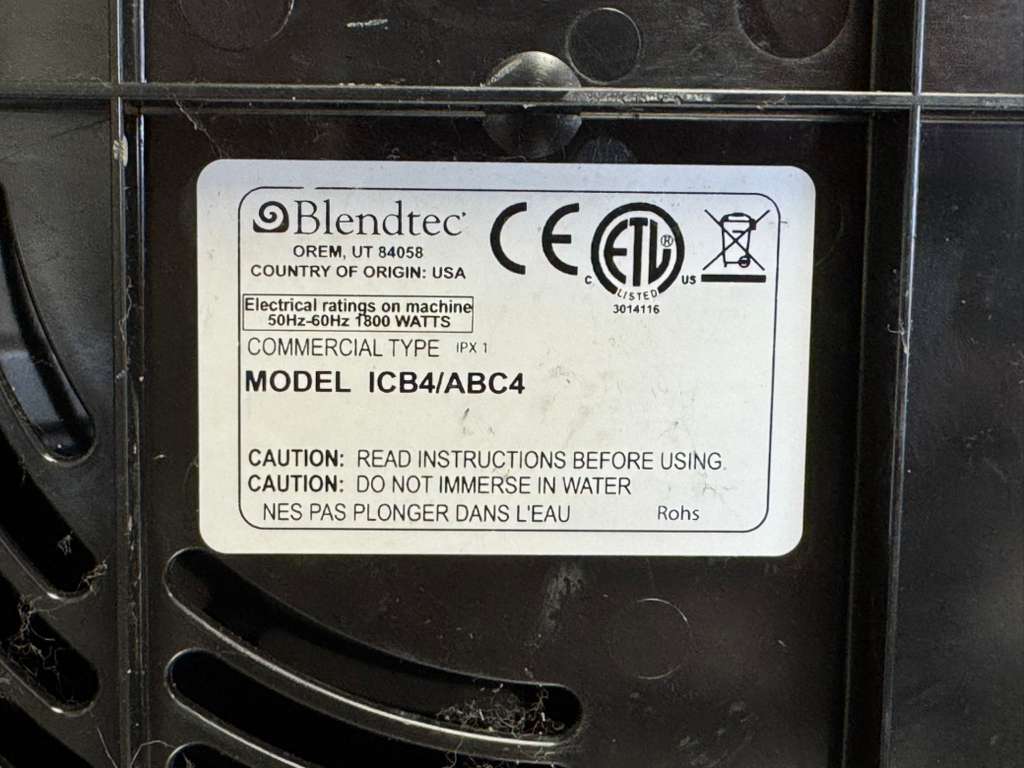 Blendtec
OREM, UT 84058
COUNTRY OF ORIGIN: USA
CE
C ETL® US
LISTED
3014116
Electrical ratings on machine
50Hz-60Hz 1800 WATTS
COMMERCIAL TYPE IPX 1
MODEL ICB4/ABC4
CAUTION: READ INSTRUCTIONS BEFORE USING.
CAUTION: DO NOT IMMERSE IN WATER
NES PAS PLONGER DANS L'EAU Rohs